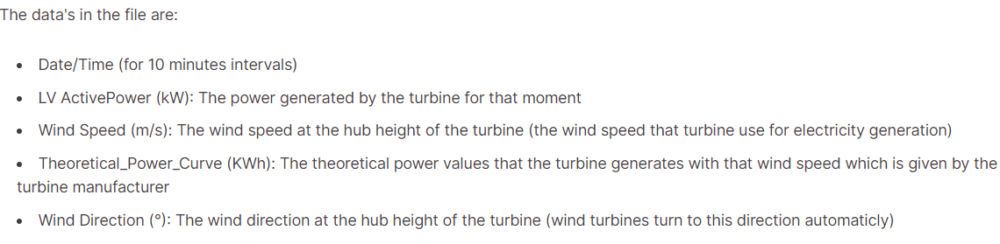 The data's in the file are:
• Date/Time (for 10 minutes intervals)
• LV ActivePower (kW): The power generated by the turbine for that moment
• Wind Speed (m/s): The wind speed at the hub height of the turbine (the wind speed that turbine use for electricity generation)
• Theoretical_Power_Curve (KWh): The theoretical power values that the turbine generates with that wind speed which is given by the
turbine manufacturer
• Wind Direction (°): The wind direction at the hub height of the turbine (wind turbines turn to this direction automaticly)